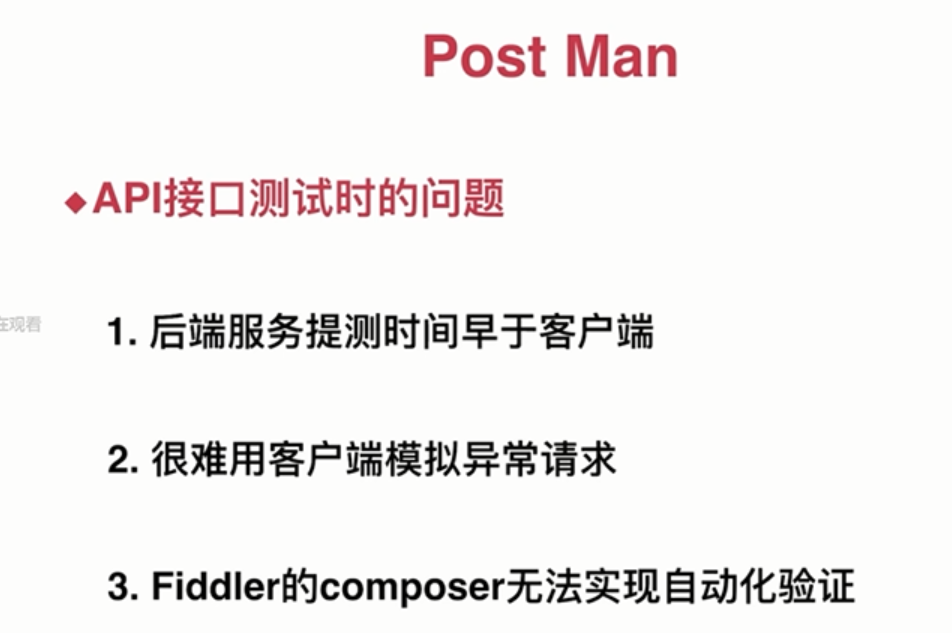 Post Man
◆API接口测试时的问题
在观看
1. 后端服务提测时间早于客户端
2. 很难用客户端模拟异常请求
3. Fiddler的composer无法实现自动化验证